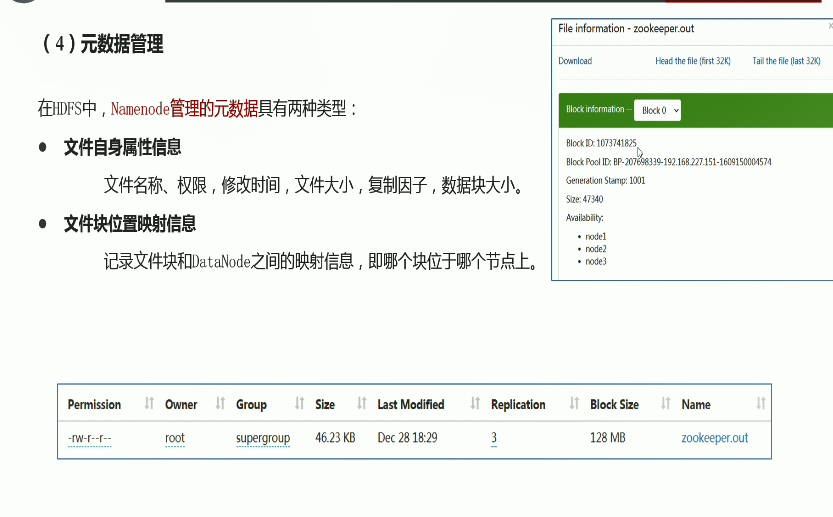 （4）元数据管理
在HDFS中，Namenode管理的元数据具有两种类型：
● 文件自身属性信息
文件名称、权限，修改时间，文件大小，复制因子，数据块大小。
● 文件块位置映射信息
记录文件块和DataNode之间的映射信息，即哪个块位于哪个节点上。
File information - zookeeper.out
Download Head the file (first 32K) Tail the file (last 32K)
Block information -- Block 0
Block ID: 1073741825
Block Pool ID: BP-207698339-192.168.227.151-1609150004574
Generation Stamp: 1001
Size: 47340
Availability:
• node1
• node2
• node3
Permission Owner Group Size Last Modified Replication Block Size Name
-rw-r--r-- root supergroup 46.23 KB Dec 28 18:29 3 128 MB zookeeper.out